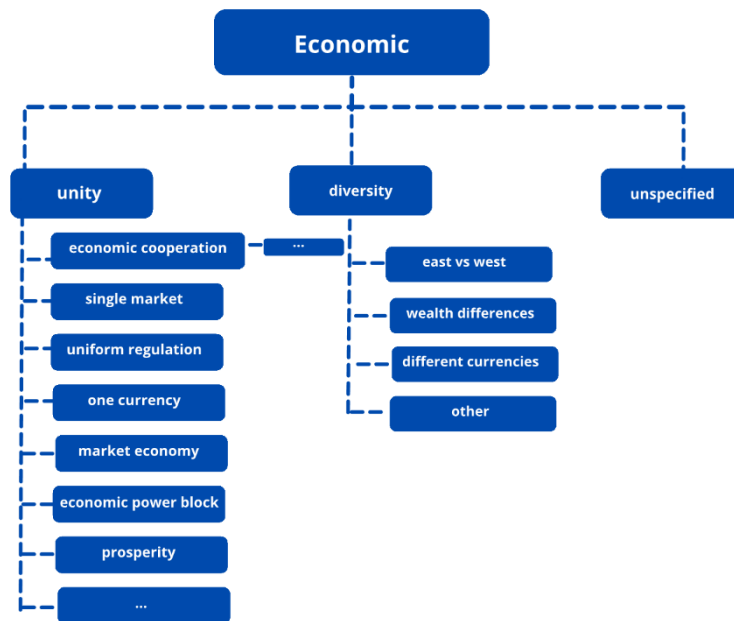 Economic
unity
diversity
unspecified
economic cooperation
...
single market
uniform regulation
one currency
market economy
economic power block
prosperity
...
east vs west
wealth differences
different currencies
other